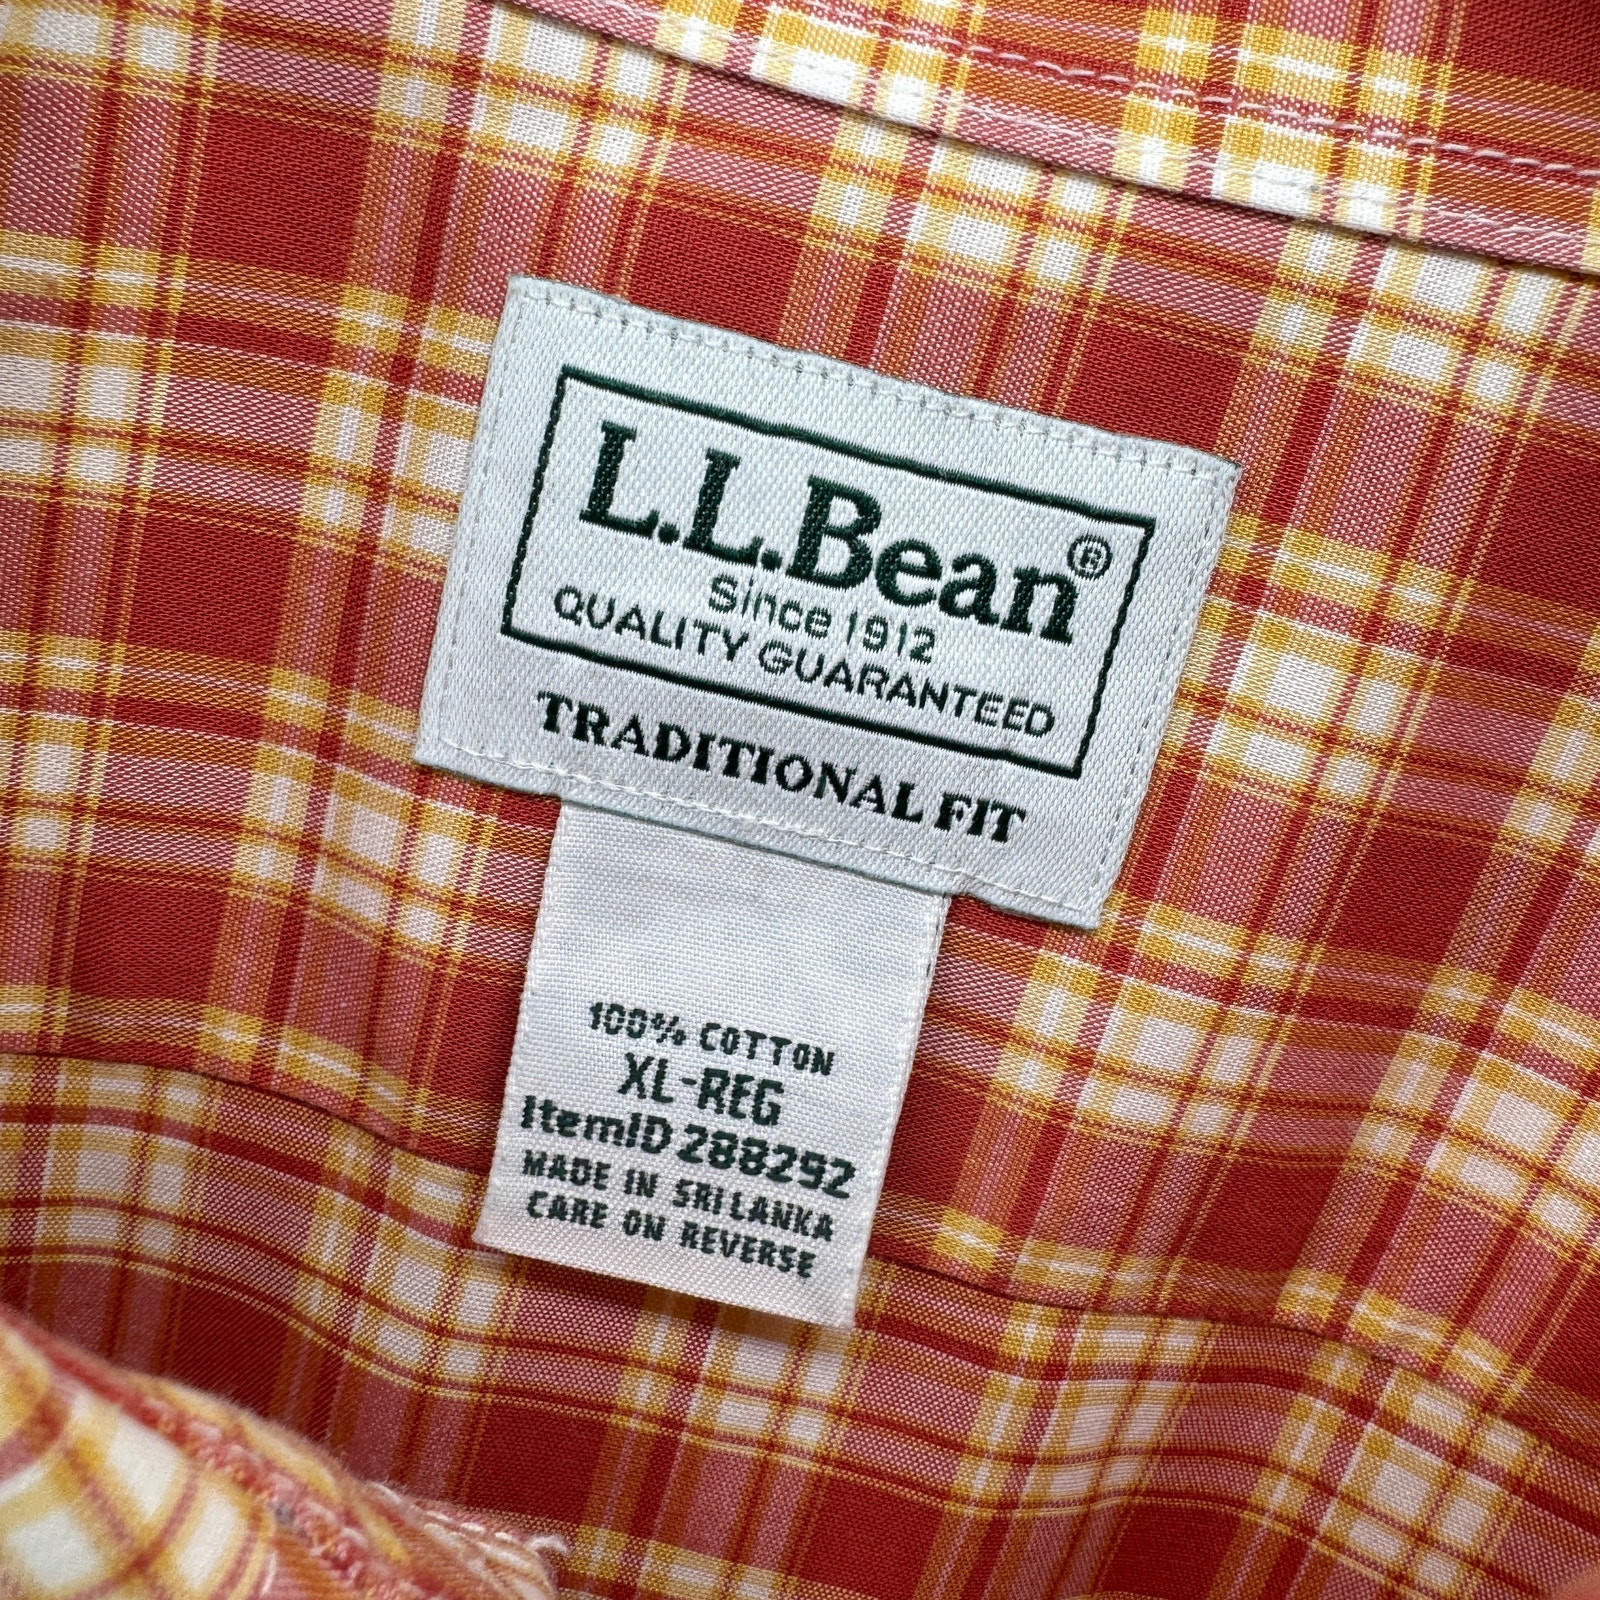 L.L.Bean®
Since 1912
QUALITY GUARANTEED
TRADITIONAL FIT
100% COTTON
XL-REG
ItemID 288292
MADE IN SRI LANKA
CARE ON REVERSE